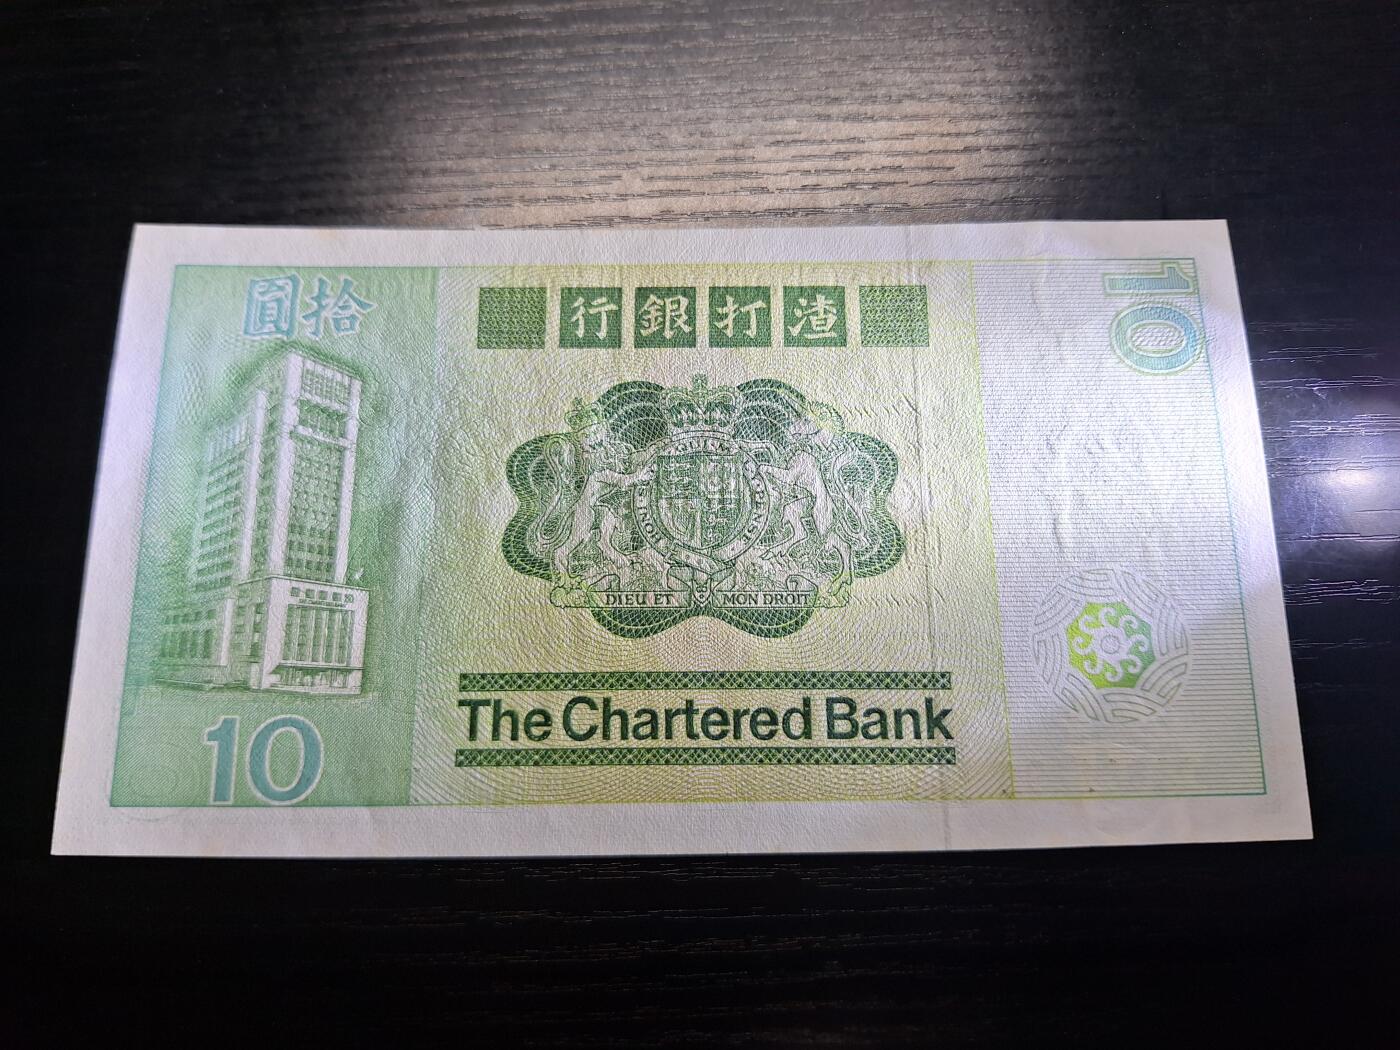 拾圓
渣打銀行
10
DIEU ET MON DROIT
The Chartered Bank
10